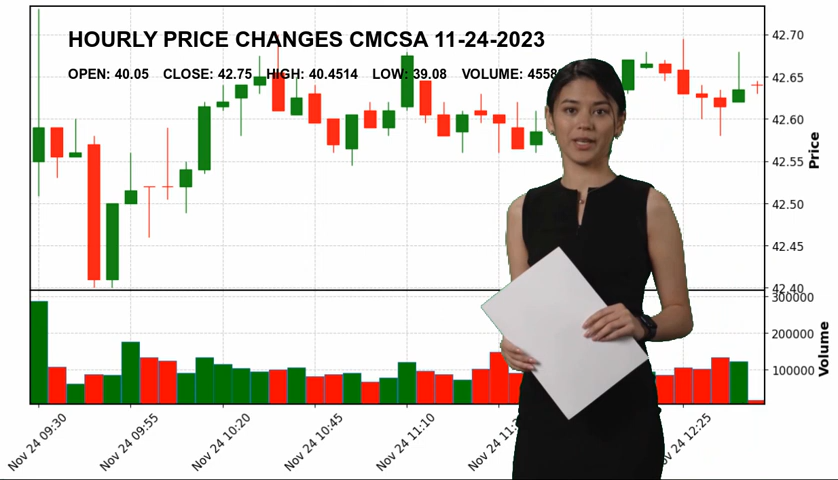 HOURLY PRICE CHANGES CMCSA 11-24-2023
OPEN: 40.05 CLOSE: 42.75 HIGH: 40.4514 LOW: 39.08 VOLUME: 4558
42.70
42.65
42.60
42.55
42.50
42.45
42.40
Price
300000
200000
100000
Volume
Nov 24 09:30
Nov 24 09:55
Nov 24 10:20
Nov 24 10:45
Nov 24 11:10
Nov 24
24 12:25